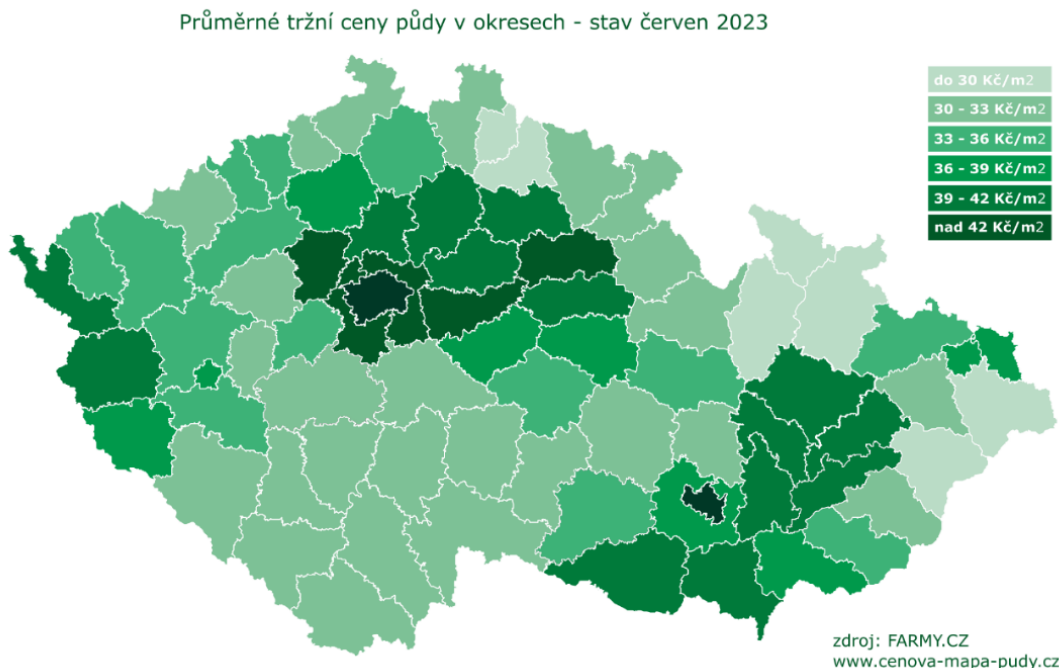 Průměrné tržní ceny půdy v okresech - stav červen 2023
do 30 Kč/m2
30 - 33 Kč/m2
33 - 36 Kč/m2
36 - 39 Kč/m2
39 - 42 Kč/m2
nad 42 Kč/m2
zdroj: FARMY.CZ
www.cenova-mapa-pudy.cz